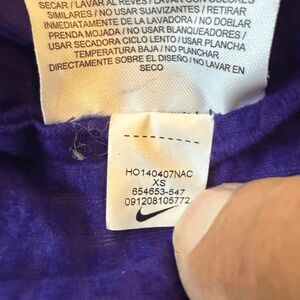 SECAR / LAVAR AL REVES / LAVAR CON COLORES
SIMILARES / NO USAR SUAVIZANTES / RETIRAR
INMEDIATAMENTE DE LA LAVADORA / NO DOBLAR
PRENDA MOJADA / NO USAR BLANQUEADORES /
USAR SECADORA CICLO LENTO / USAR PLANCHA
TEMPERATURA BAJA / NO PLANCHAR
DIRECTAMENTE SOBRE EL DISEÑO / NO LAVAR EN
SECO
HO140407NAC
XS
654653-547
091208105772